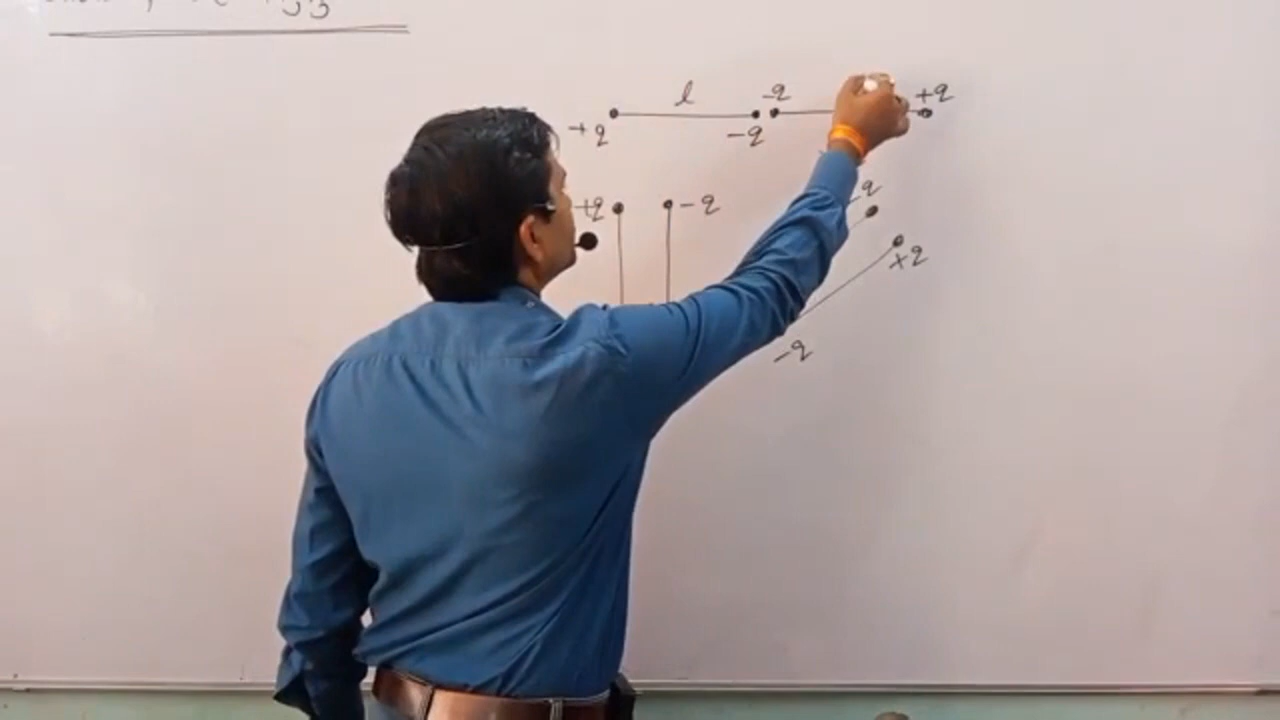 l -q +q
+q -q
+q -q -q
+q
-q